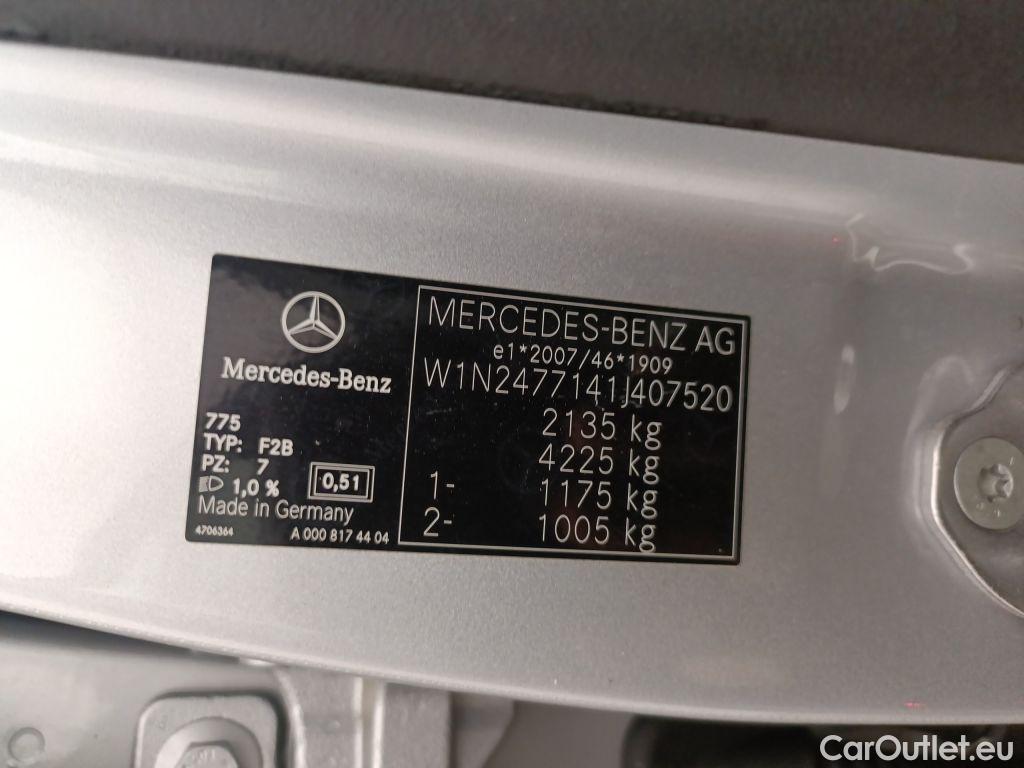 Mercedes-Benz
775
TYP: F2B
PZ: 7
1,0 %
0,51
Made in Germany
4706364 A 000 817 44 04
MERCEDES-BENZ AG
e1*2007/46*1909
W1N2477141J407520
2135 kg
4225 kg
1- 1175 kg
2- 1005 kg
CarOutlet.eu